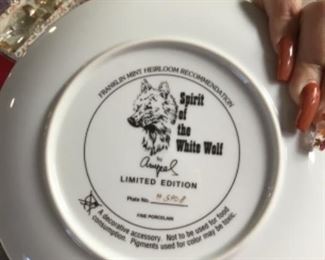 FRANKLIN MINT HEIRLOOM RECOMMENDATION
Spirit
of
the
White Wolf
by
LIMITED EDITION
Plate No.
FINE PORCELAIN
A decorative accessory. Not to be used for food
consumption. Pigments used for color may be toxic.